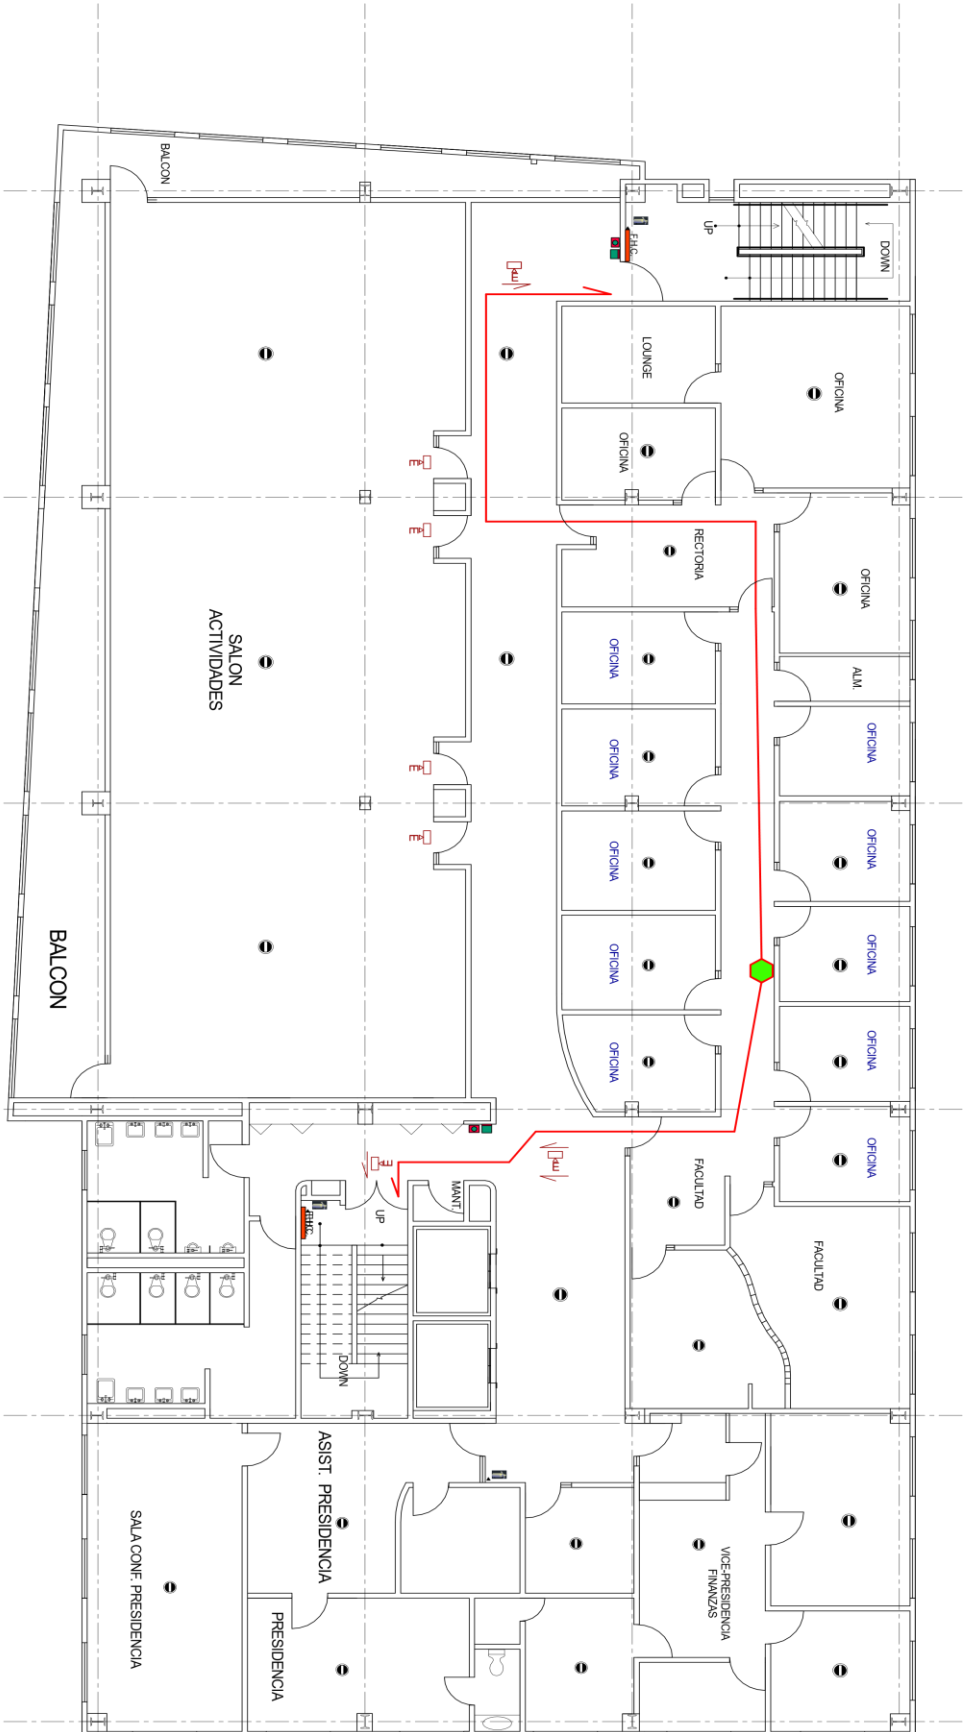 BALCON
UP
DOWN
F.H.C.
E
LOUNGE
OFICINA
OFICINA
E
E
RECTORIA
OFICINA
SALON
ACTIVIDADES
OFICINA
ALM.
OFICINA
OFICINA
E
E
OFICINA
OFICINA
BALCON
OFICINA
OFICINA
OFICINA
OFICINA
OFICINA
E
E
MANT.
FACULTAD
UP
FACULTAD
DOWN
ASIST. PRESIDENCIA
SALA CONF. PRESIDENCIA
VICE-PRESIDENCIA
FINANZAS
PRESIDENCIA